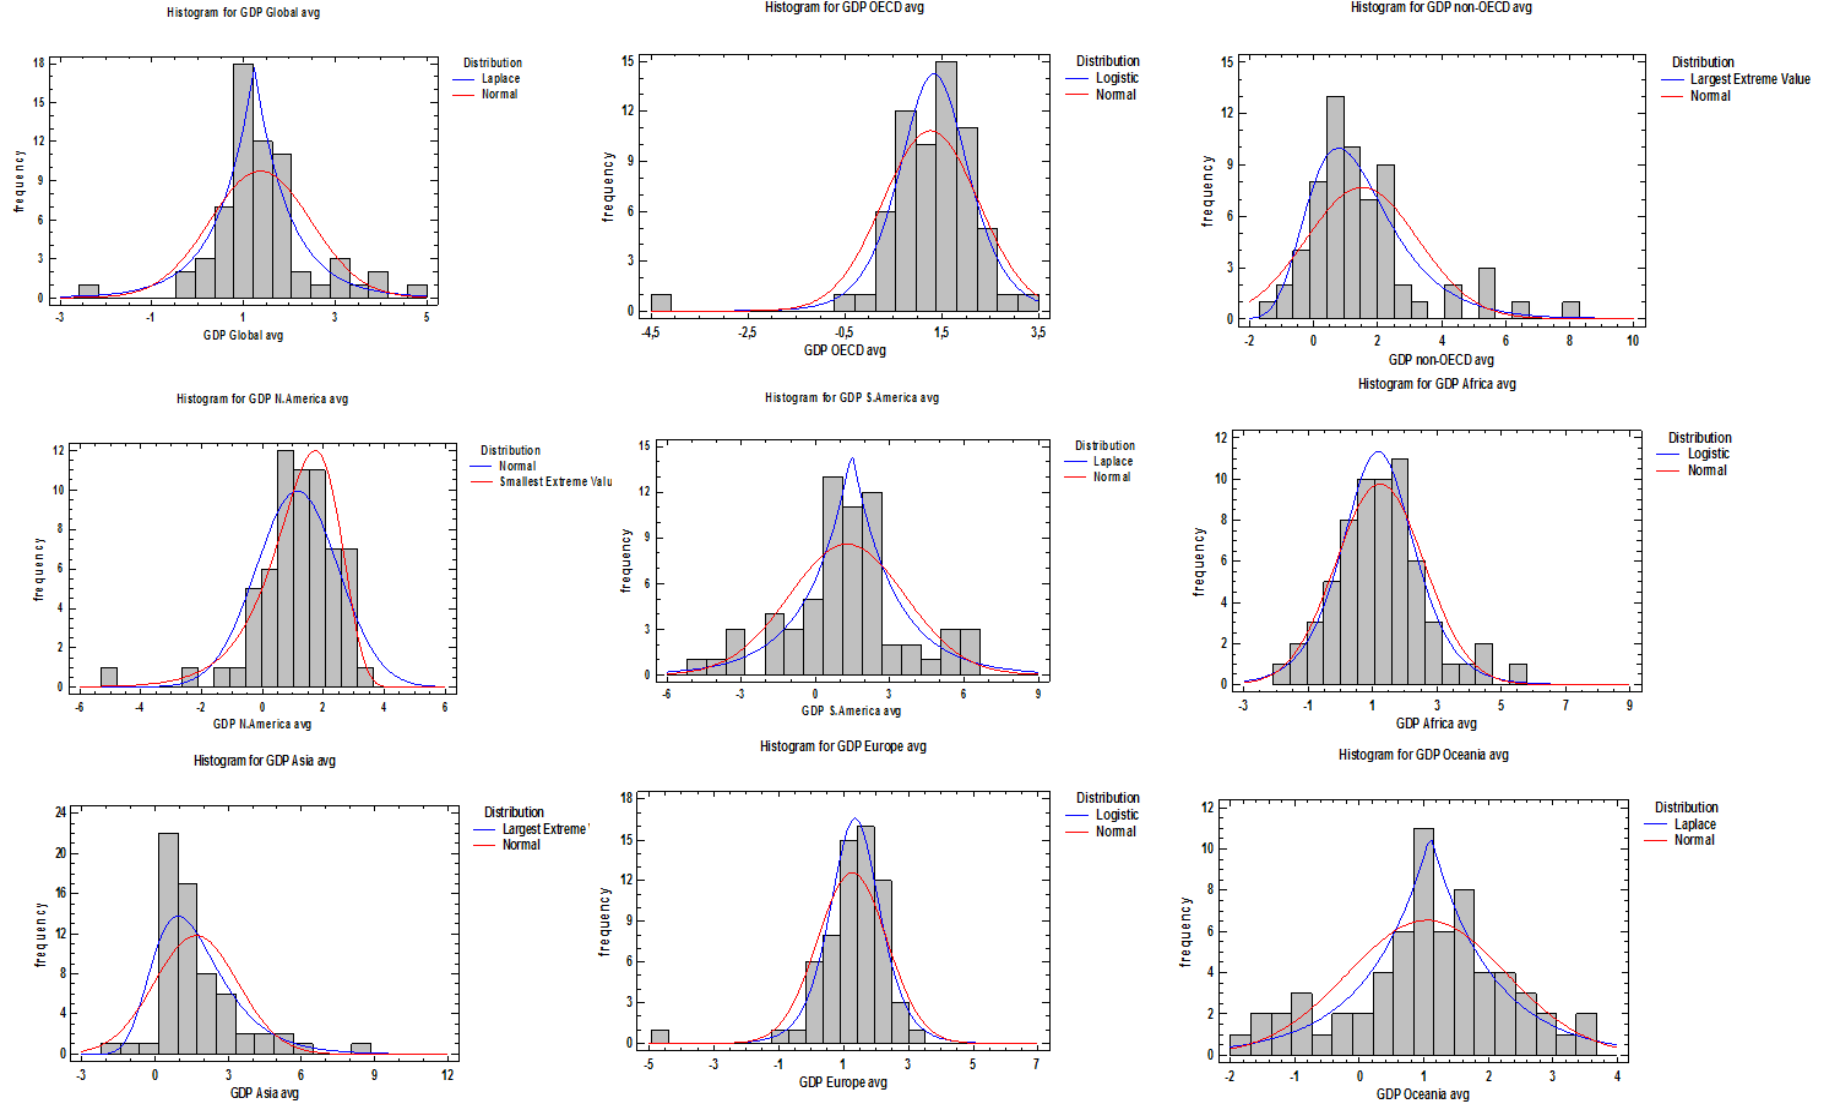 Histogram for GDP Global avg
frequency
18
15
12
9
6
3
0
-3 -1 1 3 5
GDP Global avg
Distribution
Laplace
Normal
Histogram for GDP OECD avg
frequency
15
12
9
6
3
0
-4,5 -2,5 -0,5 1,5 3,5
GDP OECD avg
Distribution
Logistic
Normal
Histogram for GDP non-OECD avg
frequency
15
12
9
6
3
0
-2 0 2 4 6 8 10
GDP non-OECD avg
Distribution
Largest Extreme Value
Normal
Histogram for GDP N.America avg
frequency
12
10
8
6
4
2
0
-6 -4 -2 0 2 4 6
GDP N.America avg
Distribution
Normal
Smallest Extreme Valu
Histogram for GDP S.America avg
frequency
15
12
9
6
3
0
-6 -3 0 3 6 9
GDP S.America avg
Distribution
Laplace
Normal
Histogram for GDP Africa avg
frequency
12
10
8
6
4
2
0
-3 -1 1 3 5 7 9
GDP Africa avg
Distribution
Logistic
Normal
Histogram for GDP Asia avg
frequency
24
20
16
12
8
4
0
-3 0 3 6 9 12
GDP Asia avg
Distribution
Largest Extreme
Normal
Histogram for GDP Europe avg
frequency
18
15
12
9
6
3
0
-5 -3 -1 1 3 5 7
GDP Europe avg
Distribution
Logistic
Normal
Histogram for GDP Oceania avg
frequency
12
10
8
6
4
2
0
-2 -1 0 1 2 3 4
GDP Oceania avg
Distribution
Laplace
Normal